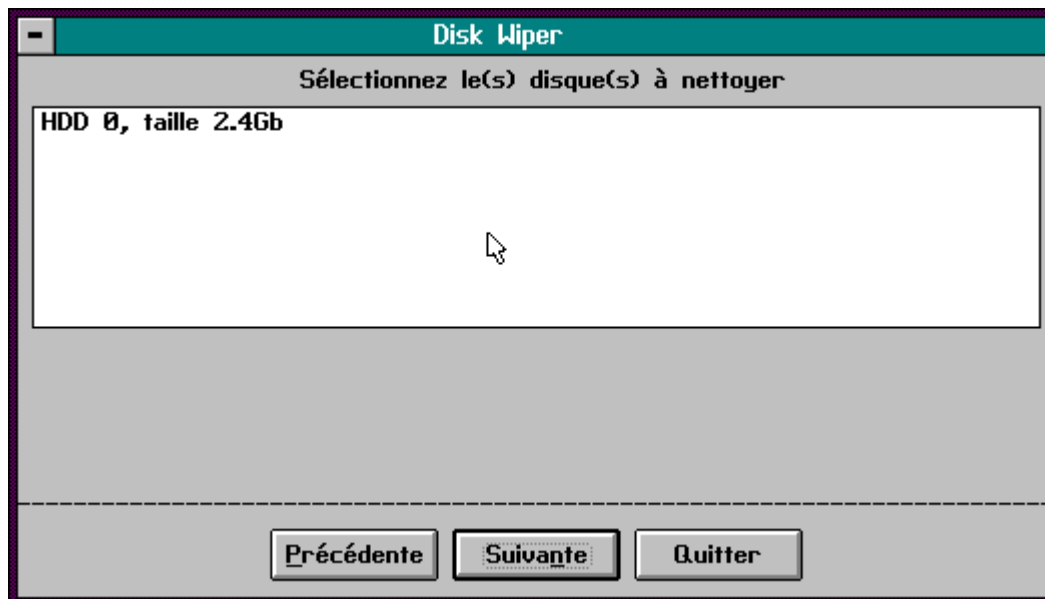 Disk Wiper
Sélectionnez le(s) disque(s) à nettoyer
HDD 0, taille 2.4Gb
Précédente Suivante Quitter